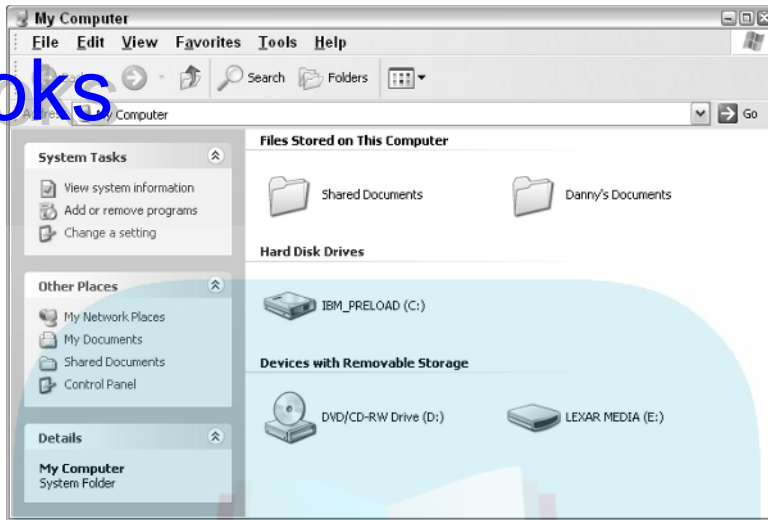 My Computer
File Edit View Favorites Tools Help
Search Folders
My Computer Go
oks
System Tasks
View system information
Add or remove programs
Change a setting
Other Places
My Network Places
My Documents
Shared Documents
Control Panel
Details
My Computer
System Folder
Files Stored on This Computer
Shared Documents Danny's Documents
Hard Disk Drives
IBM_PRELOAD (C:)
Devices with Removable Storage
DVD/CD-RW Drive (D:) LEXAR MEDIA (E:)